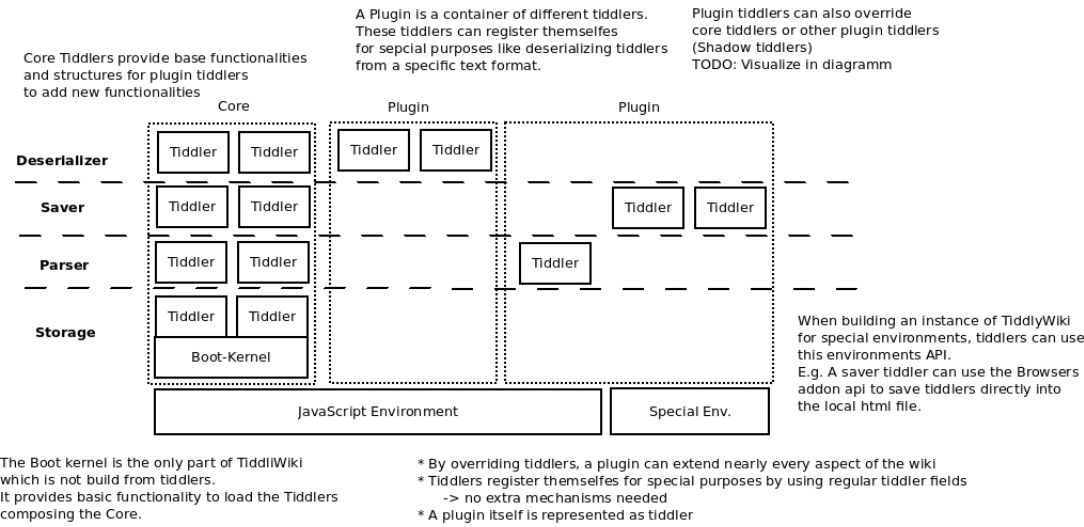 A Plugin is a container of different tiddlers.
These tiddlers can register themselfes
for sepcial purposes like deserializing tiddlers
from a specific text format.
Plugin tiddlers can also override
core tiddlers or other plugin tiddlers
(Shadow tiddlers)
TODO: Visualize in diagramm
Core Tiddlers provide base functionalities
and structures for plugin tiddlers
to add new functionalities
Core
Plugin
Plugin
Deserializer
Tiddler
Tiddler
Tiddler
Tiddler
Saver
Tiddler
Tiddler
Tiddler
Tiddler
Parser
Tiddler
Tiddler
Tiddler
Storage
Tiddler
Tiddler
Boot-Kernel
When building an instance of TiddlyWiki
for special environments, tiddlers can use
this environments API.
E.g. A saver tiddler can use the Browsers
addon api to save tiddlers directly into
the local html file.
JavaScript Environment
Special Env.
The Boot kernel is the only part of TiddliWiki
which is not build from tiddlers.
It provides basic functionality to load the Tiddlers
composing the Core.
* By overriding tiddlers, a plugin can extend nearly every aspect of the wiki
* Tiddlers register themselfes for special purposes by using regular tiddler fields
-> no extra mechanisms needed
* A plugin itself is represented as tiddler